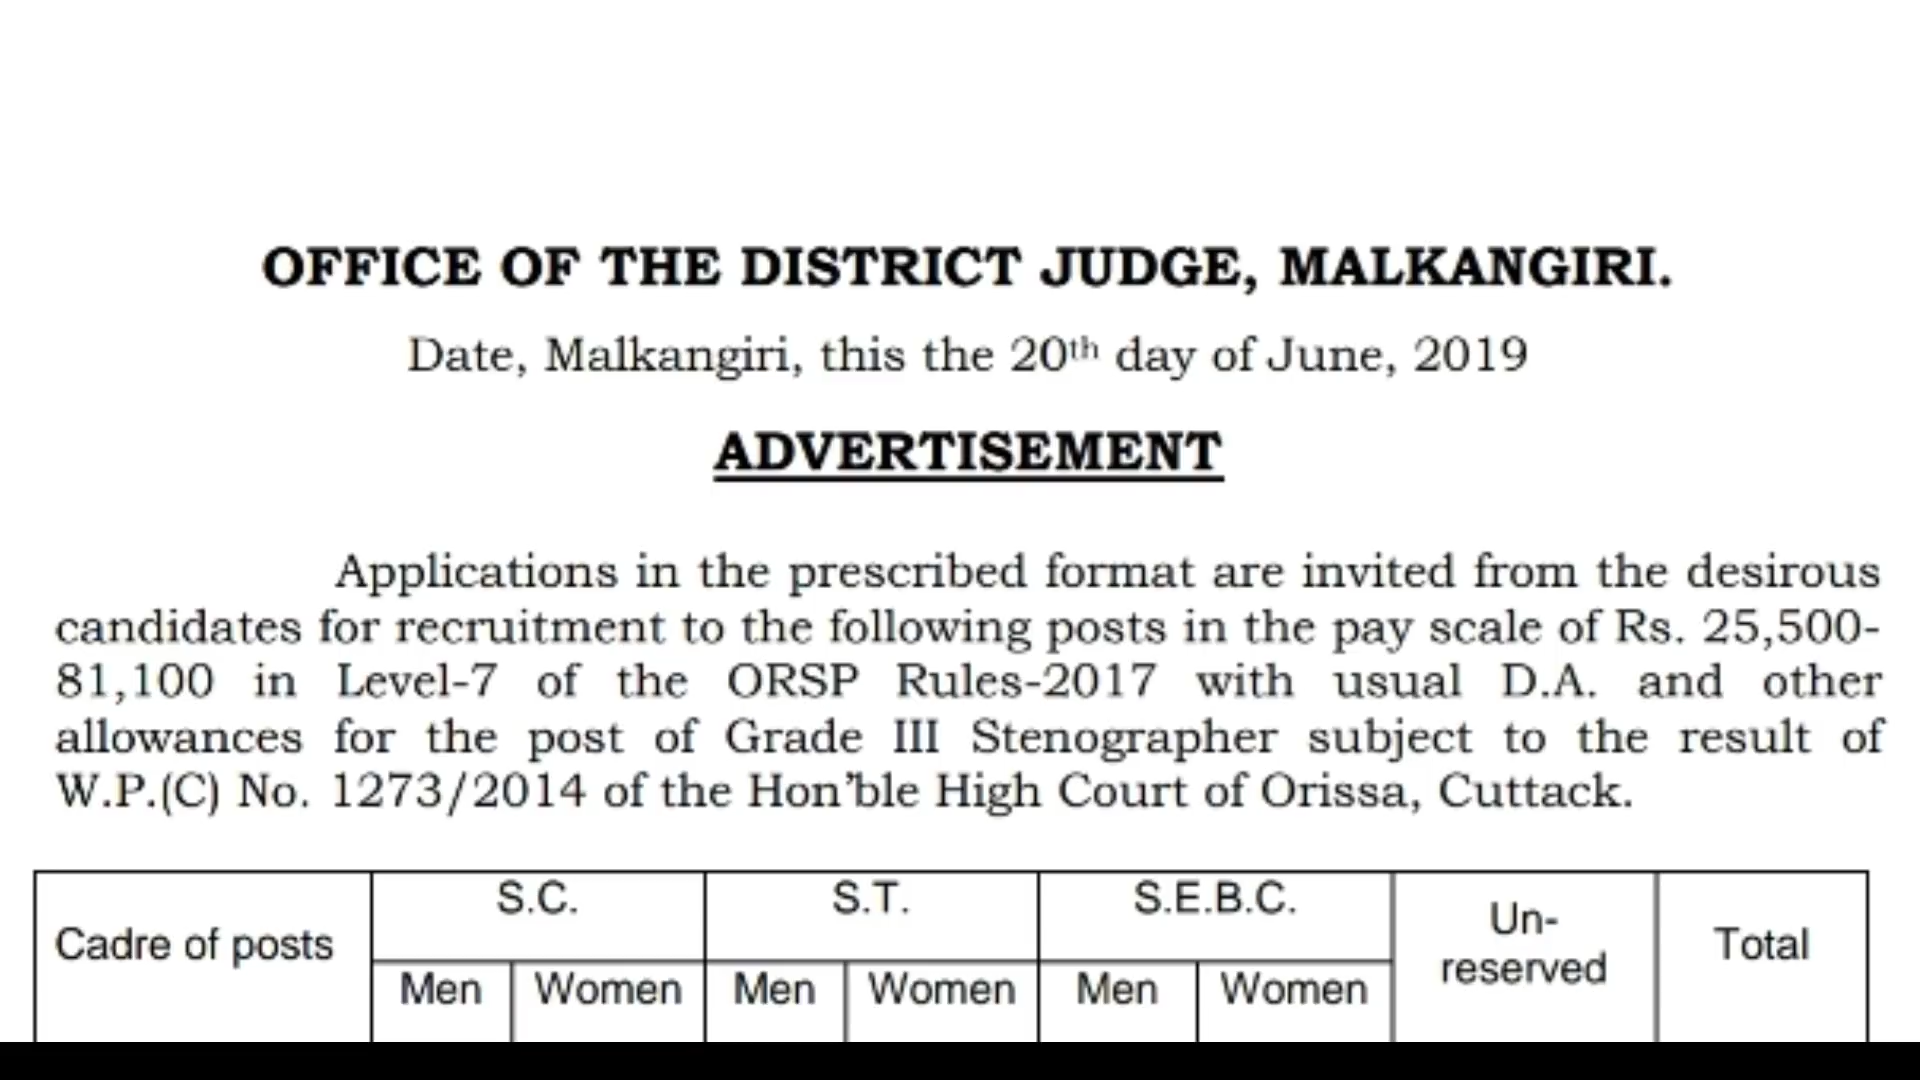 OFFICE OF THE DISTRICT JUDGE, MALKANGIRI.
Date, Malkangiri, this the 20th day of June, 2019
ADVERTISEMENT
Applications in the prescribed format are invited from the desirous
candidates for recruitment to the following posts in the pay scale of Rs. 25,500-
81,100 in Level-7 of the ORSP Rules-2017 with usual D.A. and other
allowances for the post of Grade III Stenographer subject to the result of
W.P.(C) No. 1273/2014 of the Hon’ble High Court of Orissa, Cuttack.
Cadre of posts S.C. S.T. S.E.B.C. Un-
reserved Total
Men Women Men Women Men Women